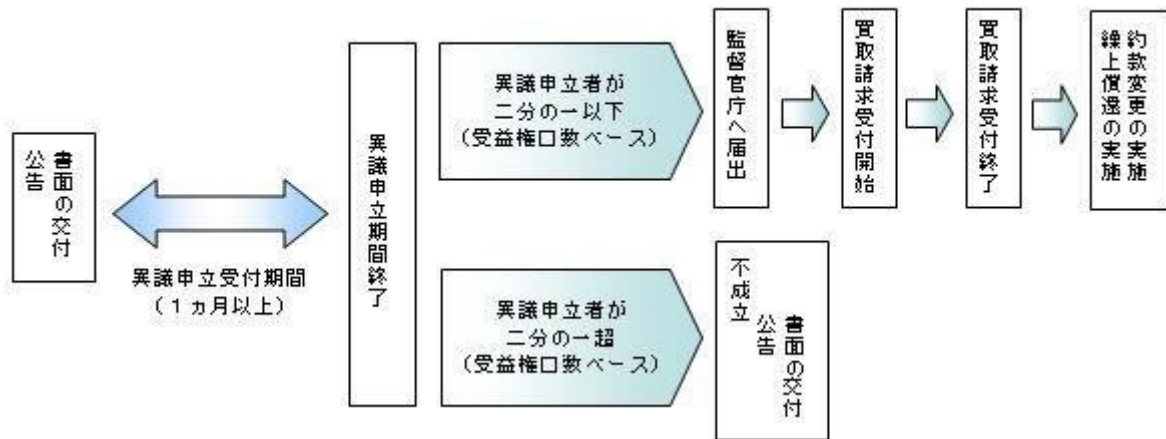 書面の交付
公告
異議申立受付期間
（１ヵ月以上）
異議申立期間終了
異議申立者が
二分の一以下
（受益権口数ベース）
監督官庁へ届出
買取請求受付開始
買取請求受付終了
約款変更の実施
繰上償還の実施
異議申立者が
二分の一超
（受益権口数ベース）
不成立
書面の交付
公告